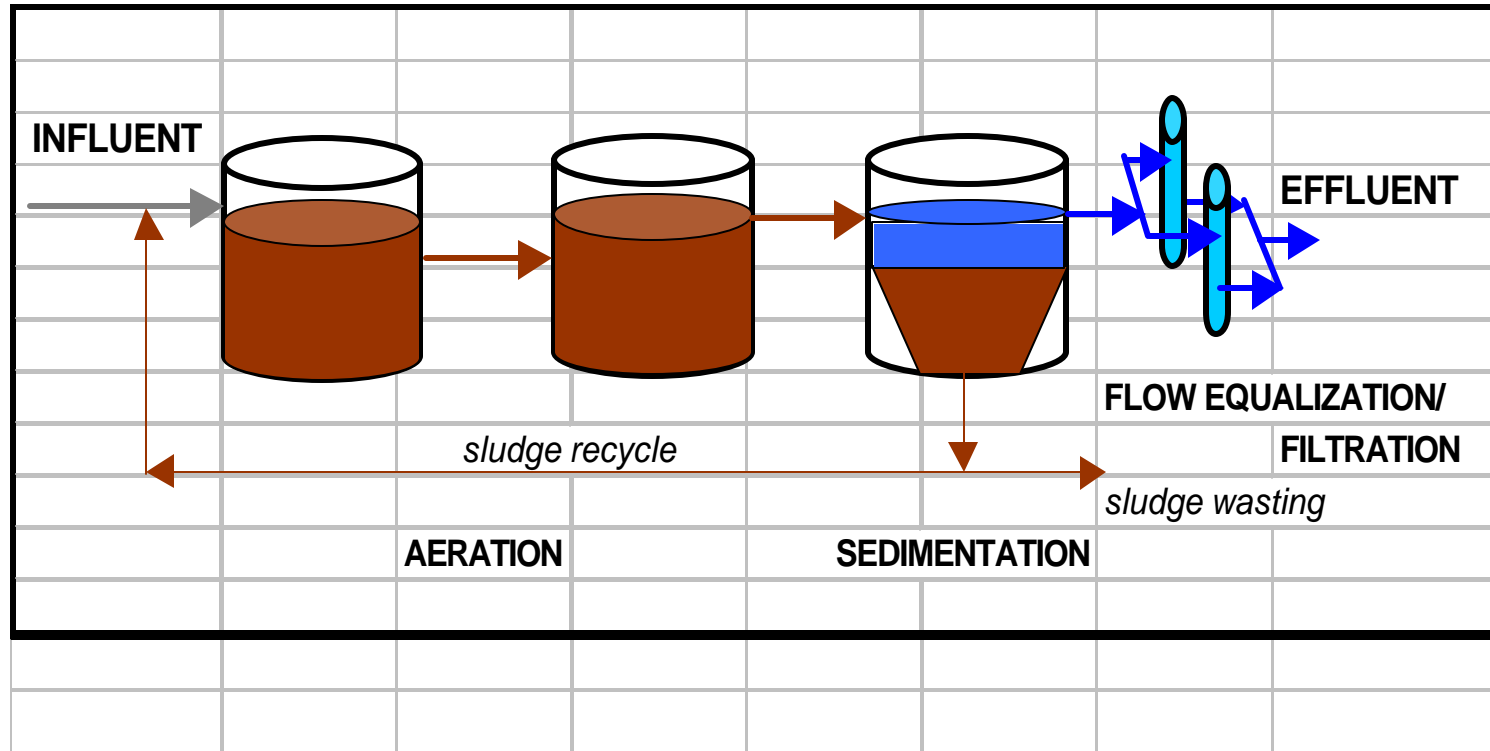 INFLUENT
EFFLUENT
FLOW EQUALIZATION/
FILTRATION
sludge recycle
sludge wasting
AERATION
SEDIMENTATION